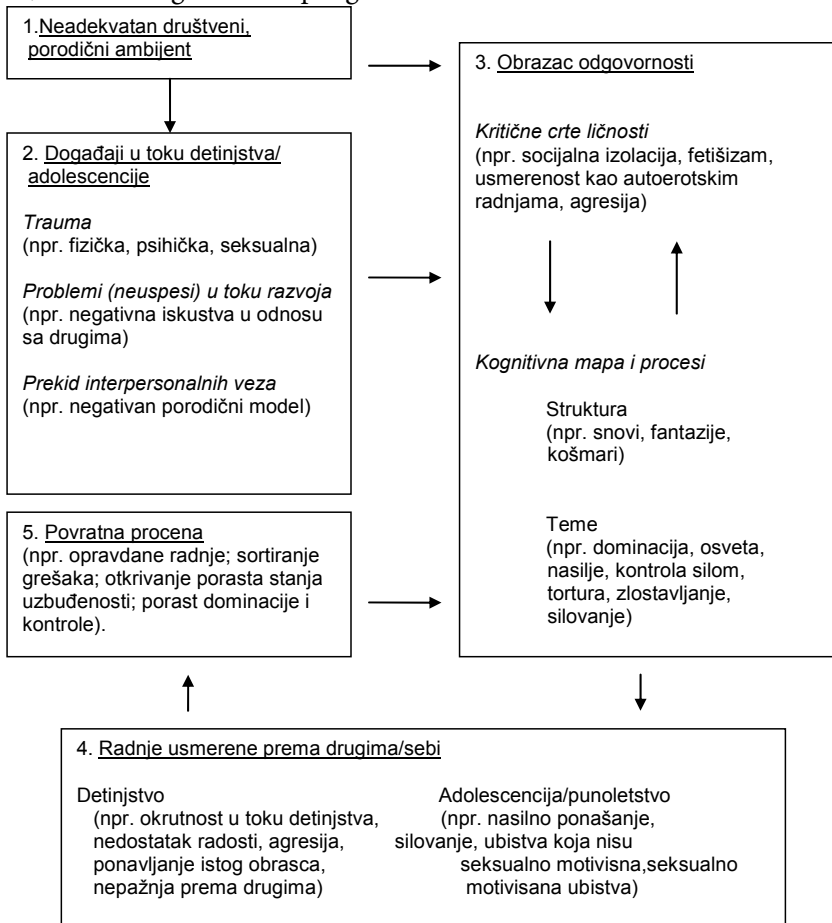 1.Neadekvatan društveni,
porodični ambijent
2. Događaji u toku detinjstva/
adolescencije
Trauma
(npr. fizička, psihička, seksualna)
Problemi (neuspesi) u toku razvoja
(npr. negativna iskustva u odnosu
sa drugima)
Prekid interpersonalnih veza
(npr. negativan porodični model)
5. Povratna procena
(npr. opravdane radnje; sortiranje
grešaka; otkrivanje porasta stanja
uzbuđenosti; porast dominacije i
kontrole).
3. Obrazac odgovornosti
Kritične crte ličnosti
(npr. socijalna izolacija, fetišizam,
usmerenost kao autoerotskim
radnjama, agresija)
Kognitivna mapa i procesi
Struktura
(npr. snovi, fantazije,
košmari)
Teme
(npr. dominacija, osveta,
nasilje, kontrola silom,
tortura, zlostavljanje,
silovanje)
4. Radnje usmerene prema drugima/sebi
Detinjstvo
(npr. okrutnost u toku detinjstva,
nedostatak radosti, agresija,
ponavljanje istog obrasca,
nepažnja prema drugima)
Adolescencija/punoletstvo
(npr. nasilno ponašanje,
silovanje, ubistva koja nisu
seksualno motivisna,seksualno
motivisana ubistva)